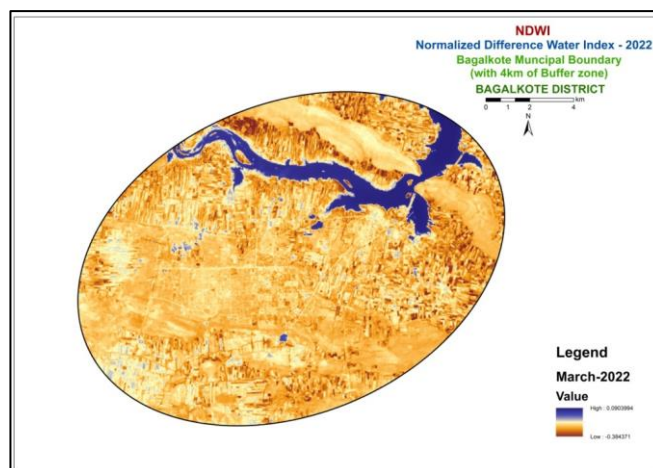 NDWI
Normalized Difference Water Index - 2022
Bagalkote Muncipal Boundary
(with 4km of Buffer zone)
BAGALKOTE DISTRICT
0 1 2 4
km
N
Legend
March-2022
Value
High : 0.0903994
Low : -0.384371